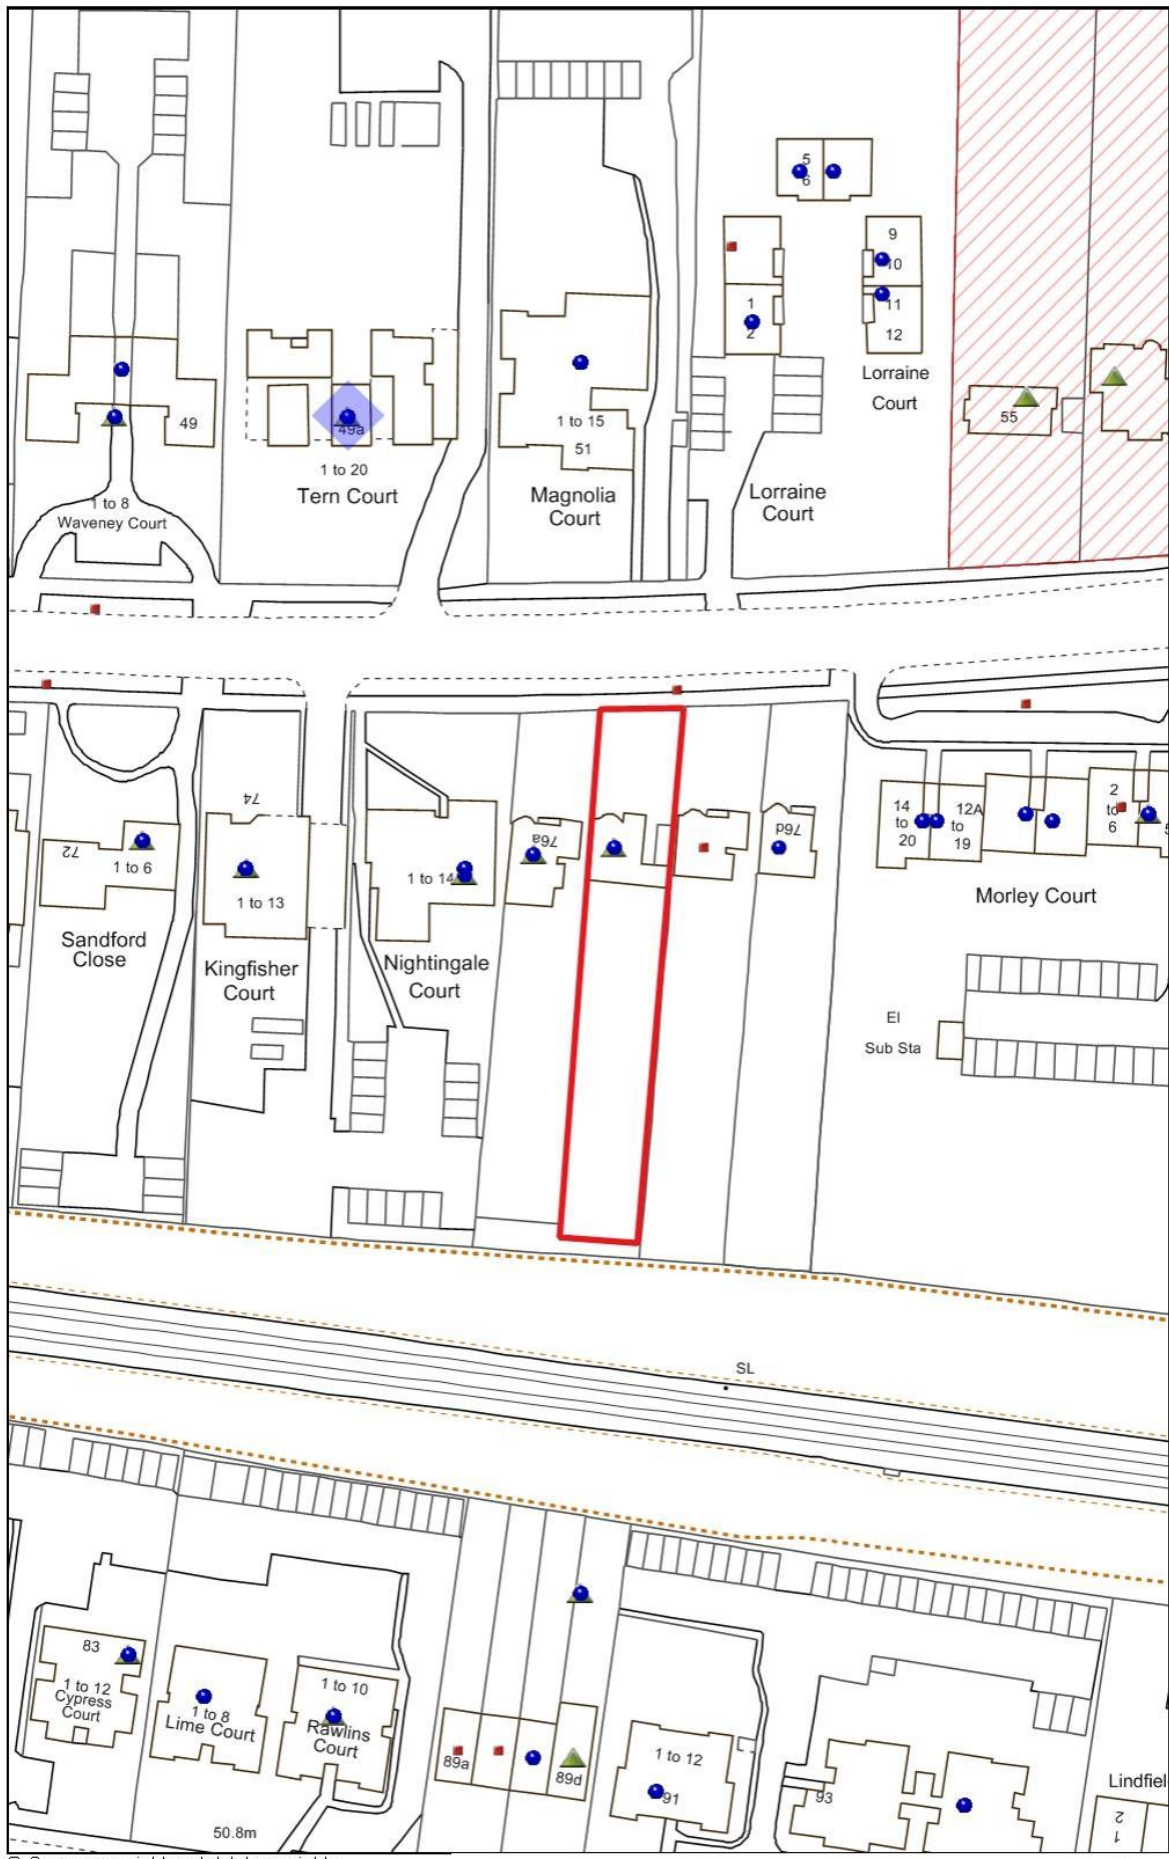 5
6
9
10
1
2
11
12
Lorraine
Court
55
49
49a
1 to 15
51
1 to 20
Tern Court
Magnolia
Court
Lorraine
Court
1 to 8
Waveney Court
74
72
1 to 6
1 to 13
1 to 14
76a
76d
14
to
20
12A
to
19
2
to
6
Morley Court
Sandford
Close
Kingfisher
Court
Nightingale
Court
El
Sub Sta
SL
83
1 to 12
Cypress
Court
1 to 8
Lime Court
1 to 10
Rawlins
Court
89a
89d
1 to 12
91
93
Lindfiel
2
1
50.8m